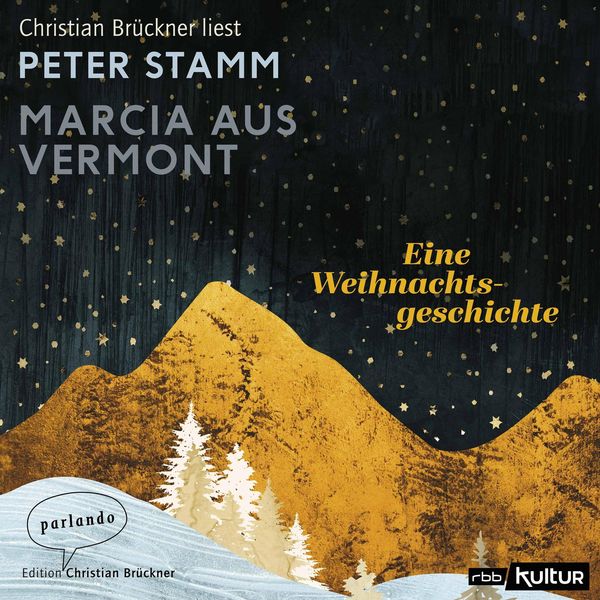 Christian Brückner liest
PETER STAMM
MARCIA AUS
VERMONT
Eine
Weihnachts-
geschichte
parlando
Edition Christian Brückner
rbb kultur